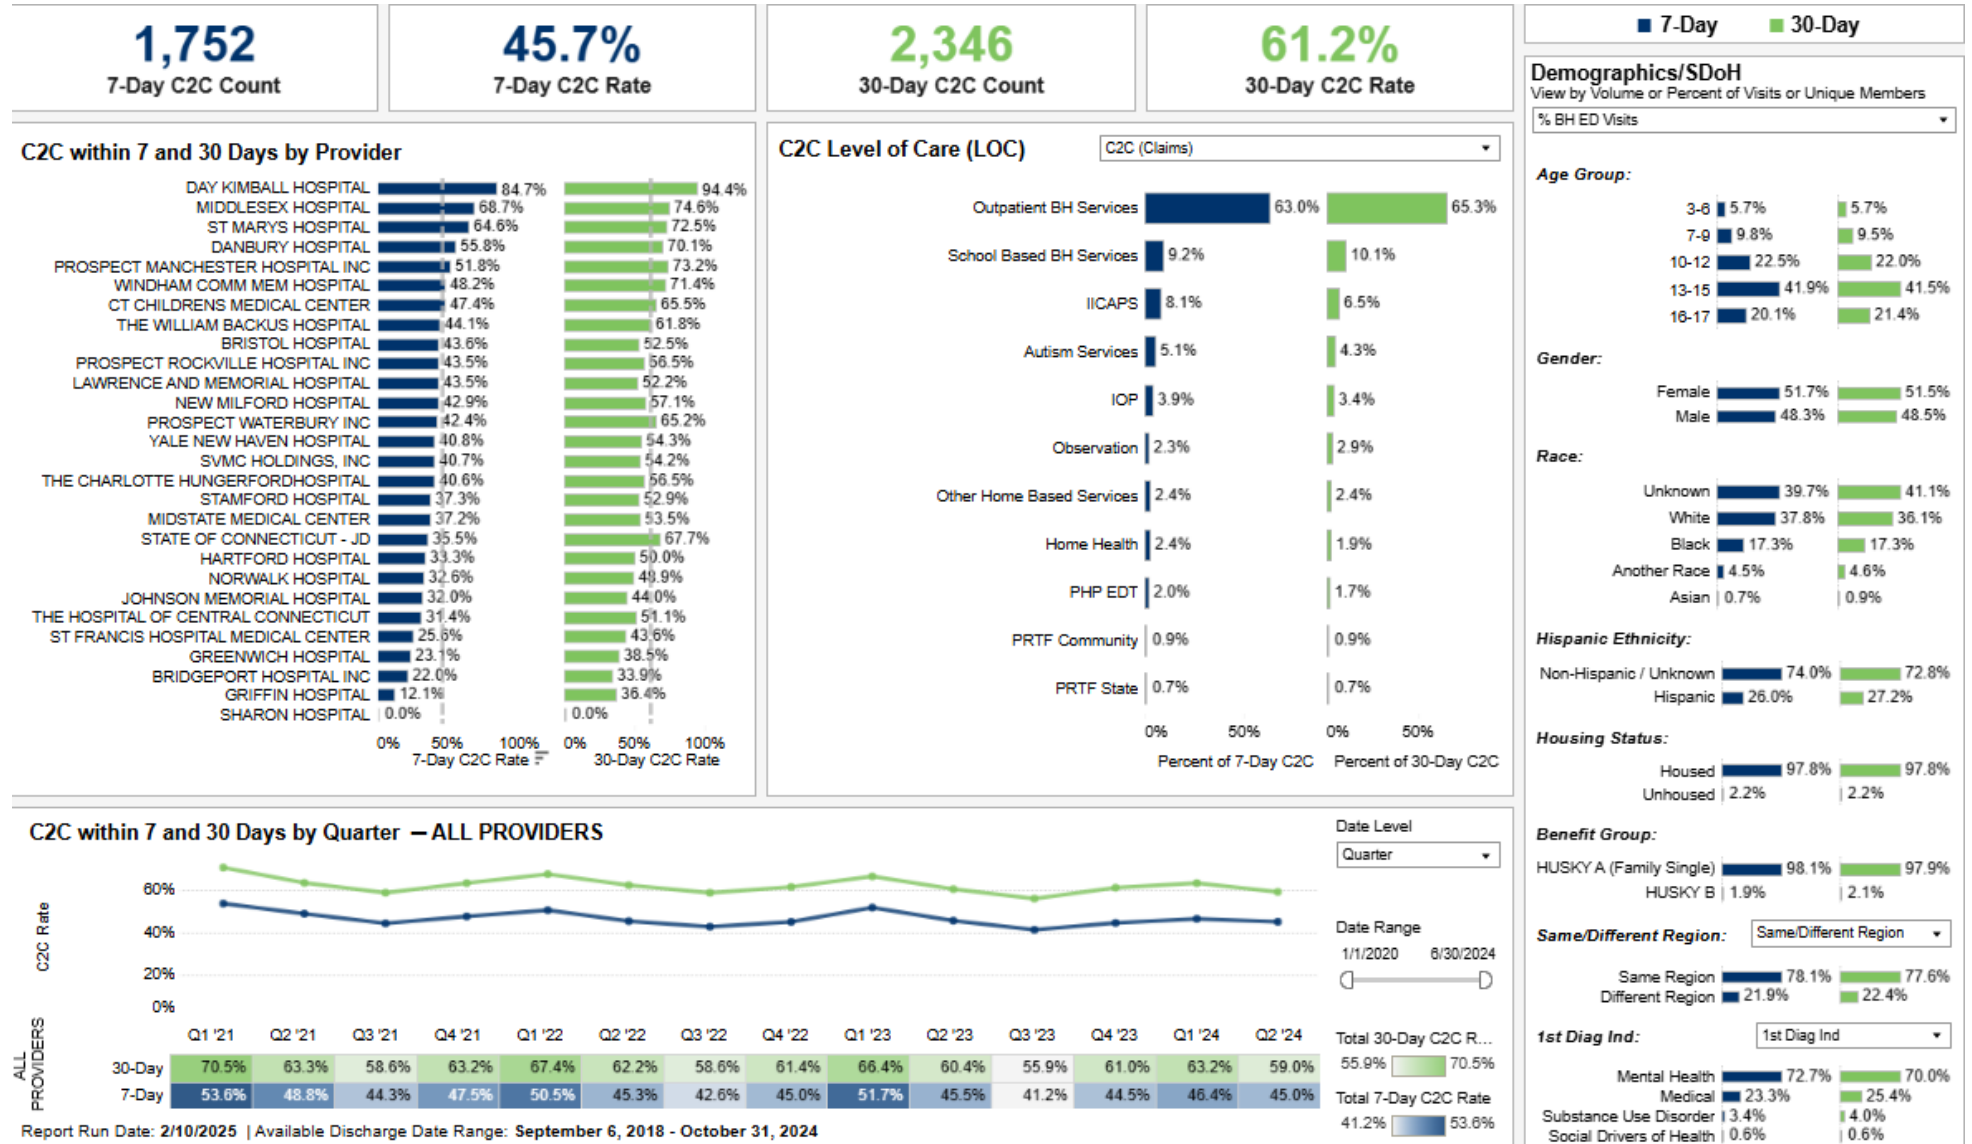 1,752
7-Day C2C Count
45.7%
7-Day C2C Rate
2,346
30-Day C2C Count
61.2%
30-Day C2C Rate
7-Day 30-Day
C2C within 7 and 30 Days by Provider
DAY KIMBALL HOSPITAL 84.7% 94.4%
MIDDLESEX HOSPITAL 68.7% 74.6%
ST MARYS HOSPITAL 64.6% 72.5%
DANBURY HOSPITAL 55.8% 70.1%
PROSPECT MANCHESTER HOSPITAL INC 51.8% 73.2%
WINDHAM COMM MEM HOSPITAL 48.2% 71.4%
CT CHILDRENS MEDICAL CENTER 47.4% 65.5%
THE WILLIAM BACKUS HOSPITAL 44.1% 61.8%
BRISTOL HOSPITAL 43.6% 52.5%
PROSPECT ROCKVILLE HOSPITAL INC 43.5% 56.5%
LAWRENCE AND MEMORIAL HOSPITAL 43.5% 52.2%
NEW MILFORD HOSPITAL 42.9% 57.1%
PROSPECT WATERBURY INC 42.4% 65.2%
YALE NEW HAVEN HOSPITAL 40.8% 54.3%
SVMC HOLDINGS, INC 40.7% 54.2%
THE CHARLOTTE HUNGERFORDHOSPITAL 40.6% 56.5%
STAMFORD HOSPITAL 37.3% 52.9%
MIDSTATE MEDICAL CENTER 37.2% 53.5%
STATE OF CONNECTICUT - JD 35.5% 67.7%
HARTFORD HOSPITAL 33.3% 50.0%
NORWALK HOSPITAL 32.6% 48.9%
JOHNSON MEMORIAL HOSPITAL 32.0% 44.0%
THE HOSPITAL OF CENTRAL CONNECTICUT 31.4% 51.1%
ST FRANCIS HOSPITAL MEDICAL CENTER 25.6% 43.6%
GREENWICH HOSPITAL 23.1% 38.5%
BRIDGEPORT HOSPITAL INC 22.0% 33.9%
GRIFFIN HOSPITAL 12.1% 36.4%
SHARON HOSPITAL 0.0% 0.0%
0% 50% 100% 0% 50% 100%
7-Day C2C Rate 30-Day C2C Rate
C2C Level of Care (LOC) C2C (Claims)
Outpatient BH Services 63.0% 65.3%
School Based BH Services 9.2% 10.1%
IICAPS 8.1% 6.5%
Autism Services 5.1% 4.3%
IOP 3.9% 3.4%
Observation 2.3% 2.9%
Other Home Based Services 2.4% 2.4%
Home Health 2.4% 1.9%
PHP EDT 2.0% 1.7%
PRTF Community 0.9% 0.9%
PRTF State 0.7% 0.7%
0% 50% 0% 50%
Percent of 7-Day C2C Percent of 30-Day C2C
C2C within 7 and 30 Days by Quarter — ALL PROVIDERS
C2C Rate
60%
40%
20%
0%
Q1 '21 Q2 '21 Q3 '21 Q4 '21 Q1 '22 Q2 '22 Q3 '22 Q4 '22 Q1 '23 Q2 '23 Q3 '23 Q4 '23 Q1 '24 Q2 '24
ALL PROVIDERS
30-Day 70.5% 63.3% 58.6% 63.2% 67.4% 62.2% 58.6% 61.4% 66.4% 60.4% 55.9% 61.0% 63.2% 59.0%
7-Day 53.6% 48.8% 44.3% 47.5% 50.5% 45.3% 42.6% 45.0% 51.7% 45.5% 41.2% 44.5% 46.4% 45.0%
Date Level
Quarter
Date Range
1/1/2020 6/30/2024
Total 30-Day C2C R...
55.9% 70.5%
Total 7-Day C2C Rate
41.2% 53.6%
Report Run Date: 2/10/2025 | Available Discharge Date Range: September 6, 2018 - October 31, 2024
Demographics/SDoH
View by Volume or Percent of Visits or Unique Members
% BH ED Visits
Age Group:
3-6 5.7% 5.7%
7-9 9.8% 9.5%
10-12 22.5% 22.0%
13-15 41.9% 41.5%
16-17 20.1% 21.4%
Gender:
Female 51.7% 51.5%
Male 48.3% 48.5%
Race:
Unknown 39.7% 41.1%
White 37.8% 36.1%
Black 17.3% 17.3%
Another Race 4.5% 4.6%
Asian 0.7% 0.9%
Hispanic Ethnicity:
Non-Hispanic / Unknown 74.0% 72.8%
Hispanic 26.0% 27.2%
Housing Status:
Housed 97.8% 97.8%
Unhoused 2.2% 2.2%
Benefit Group:
HUSKY A (Family Single) 98.1% 97.9%
HUSKY B 1.9% 2.1%
Same/Different Region: Same/Different Region
Same Region 78.1% 77.6%
Different Region 21.9% 22.4%
1st Diag Ind: 1st Diag Ind
Mental Health 72.7% 70.0%
Medical 23.3% 25.4%
Substance Use Disorder 3.4% 4.0%
Social Drivers of Health 0.6% 0.6%